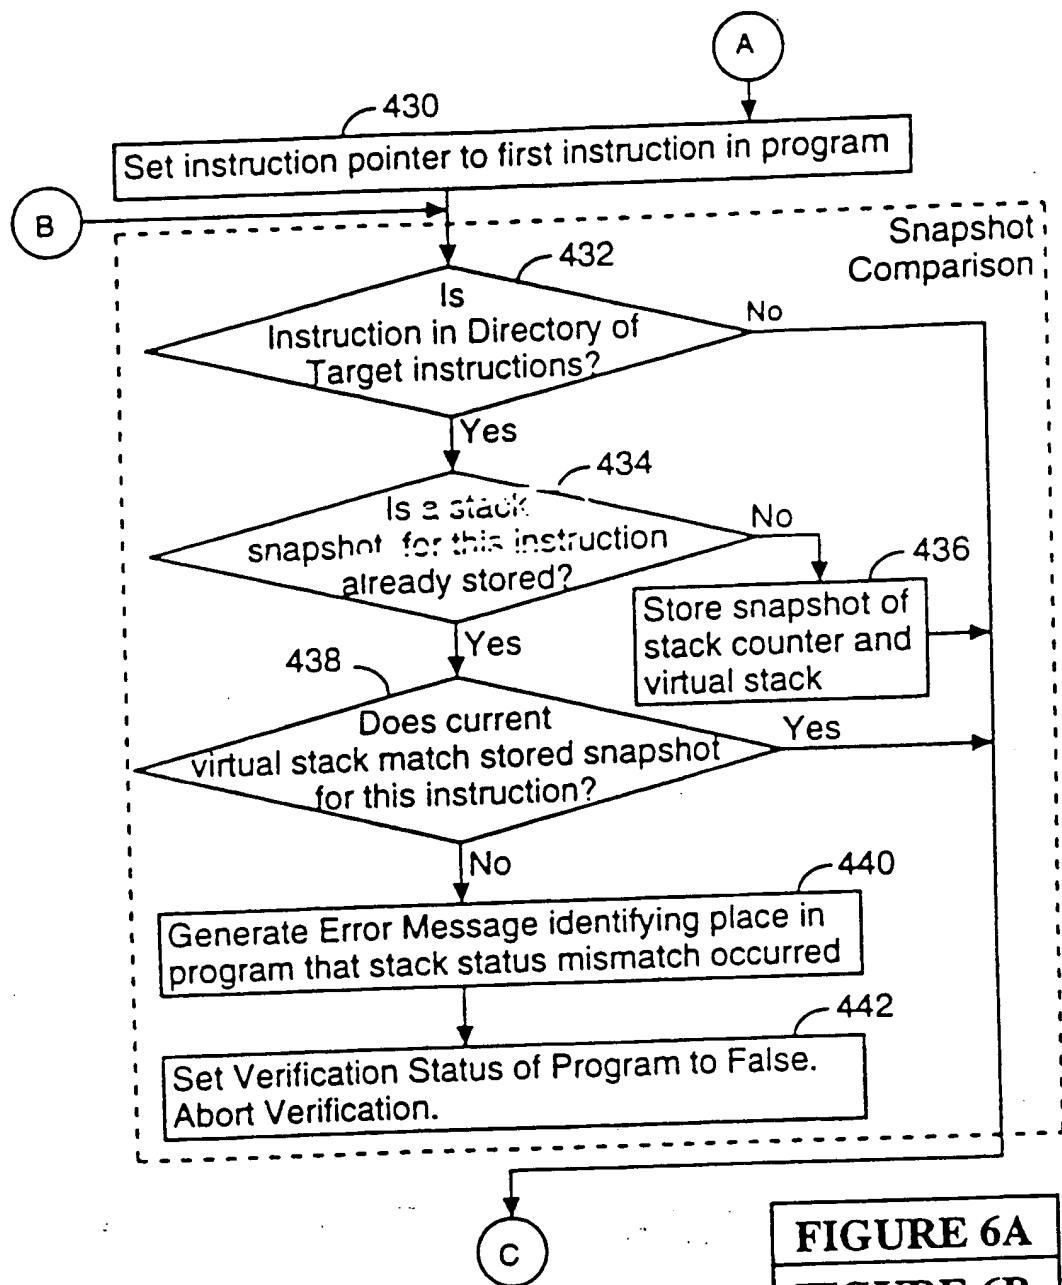 A
430
Set instruction pointer to first instruction in program
B
Snapshot
Comparison
432
Is
Instruction in Directory of
Target instructions?
No
Yes
434
Is a stack
snapshot for this instruction
already stored?
No
436
Store snapshot of
stack counter and
virtual stack
Yes
438
Does current
virtual stack match stored snapshot
for this instruction?
Yes
No
440
Generate Error Message identifying place in
program that stack status mismatch occurred
442
Set Verification Status of Program to False.
Abort Verification.
C
FIGURE 6A
FIGURE 6B